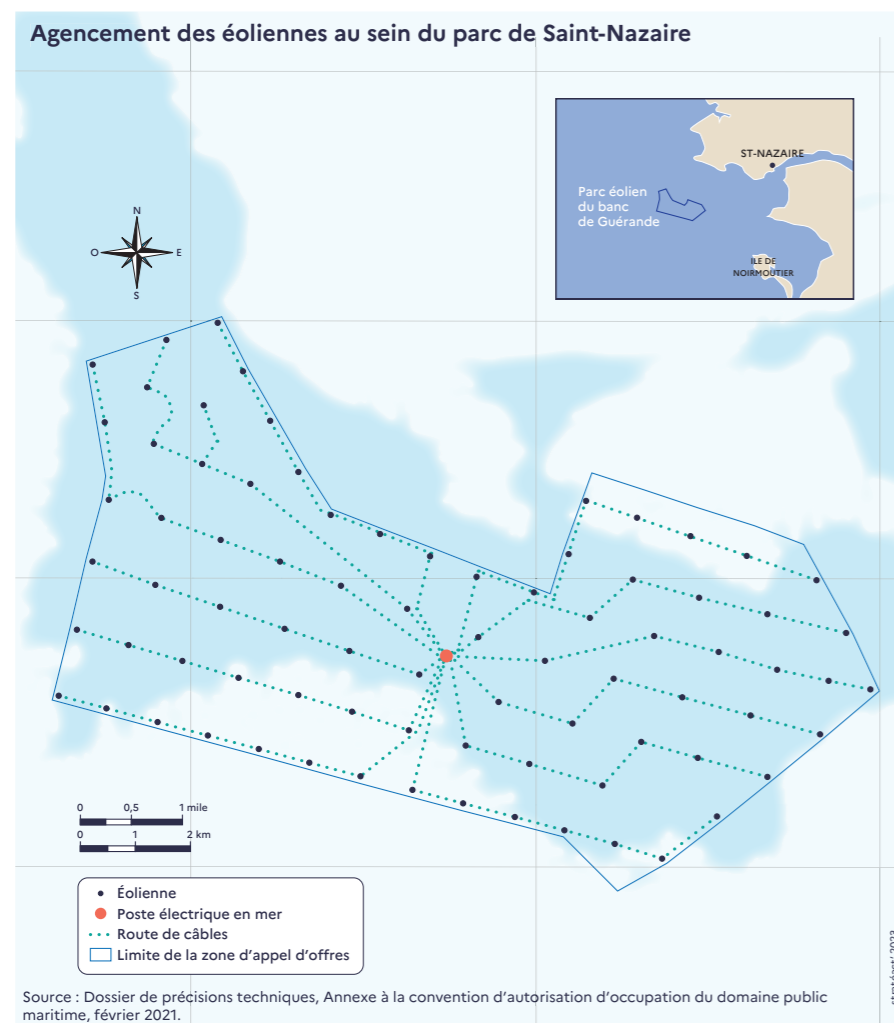 Agencement des éoliennes au sein du parc de Saint-Nazaire
ST-NAZAIRE
Parc éolien
du banc
de Guérande
ILE DE
NOIRMOUTIER
N
O
E
S
0
0,5
1 mile
0
1
2 km
Éolienne
Poste électrique en mer
Route de câbles
Limite de la zone d'appel d'offres
Source : Dossier de précisions techniques, Annexe à la convention d'autorisation d'occupation du domaine public
maritime, février 2021.